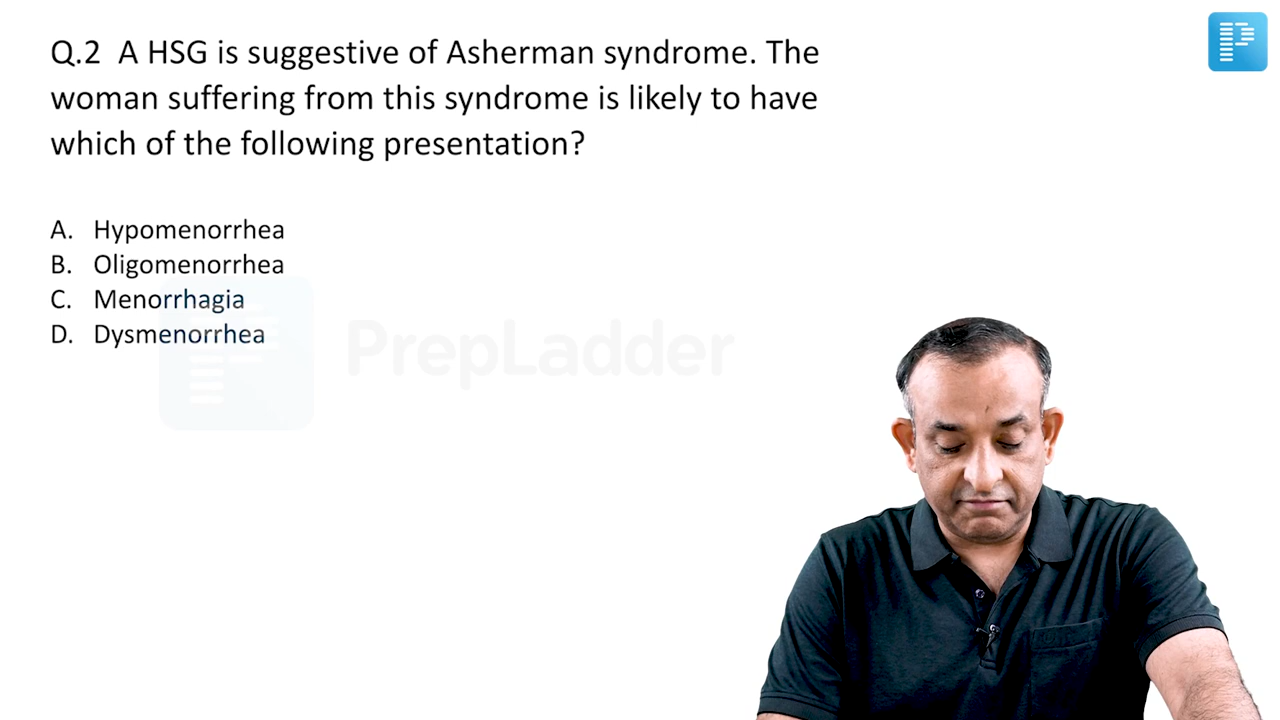 Q.2 A HSG is suggestive of Asherman syndrome. The
woman suffering from this syndrome is likely to have
which of the following presentation?
A. Hypomenorrhea
B. Oligomenorrhea
C. Menorrhagia
D. Dysmenorrhea
PrepLadder